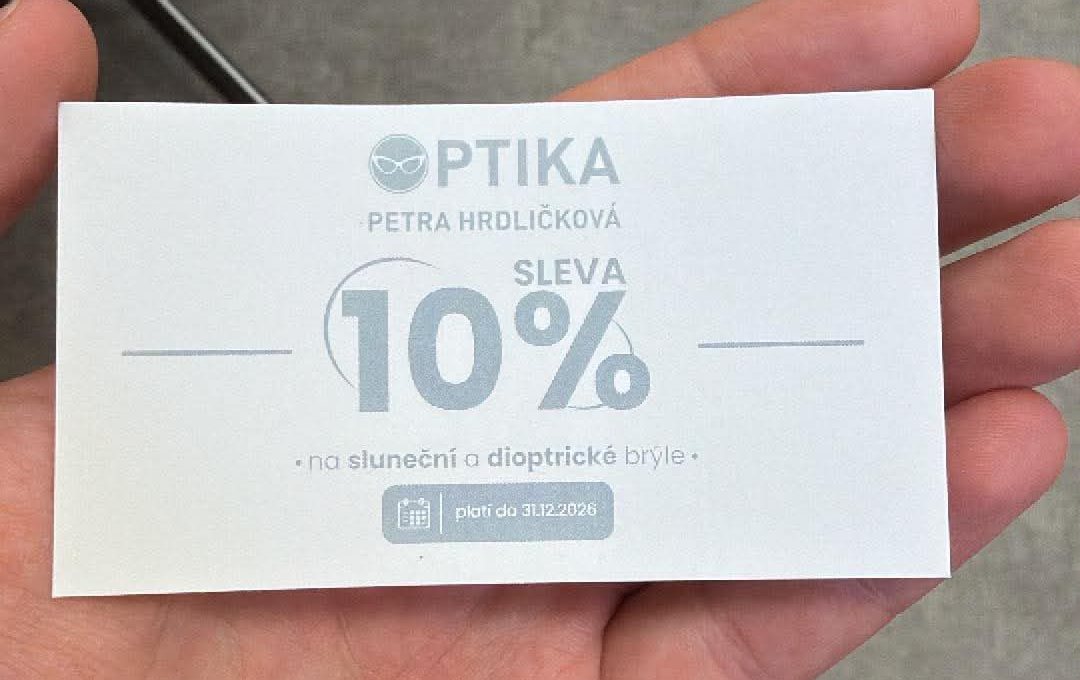 OPTIKA
PETRA HRDLIČKOVÁ
SLEVA
10%
• na sluneční a dioptrické brýle •
platí do 31.12.2026